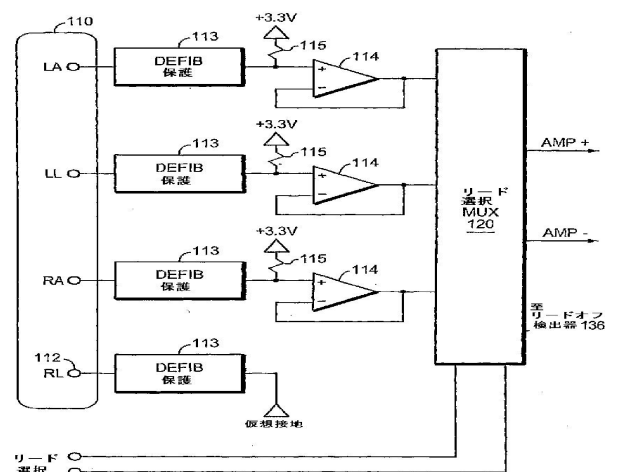 110
+3.3V
113
115
114
LA
DEFIB
保護
+
-
113
+3.3V
115
114
LL
DEFIB
保護
+
-
リード
選択
MUX
120
AMP +
AMP -
113
+3.3V
115
114
RA
DEFIB
保護
+
-
至
リードオフ
検出器 136
112
113
RL
DEFIB
保護
仮想接地
リード
選択